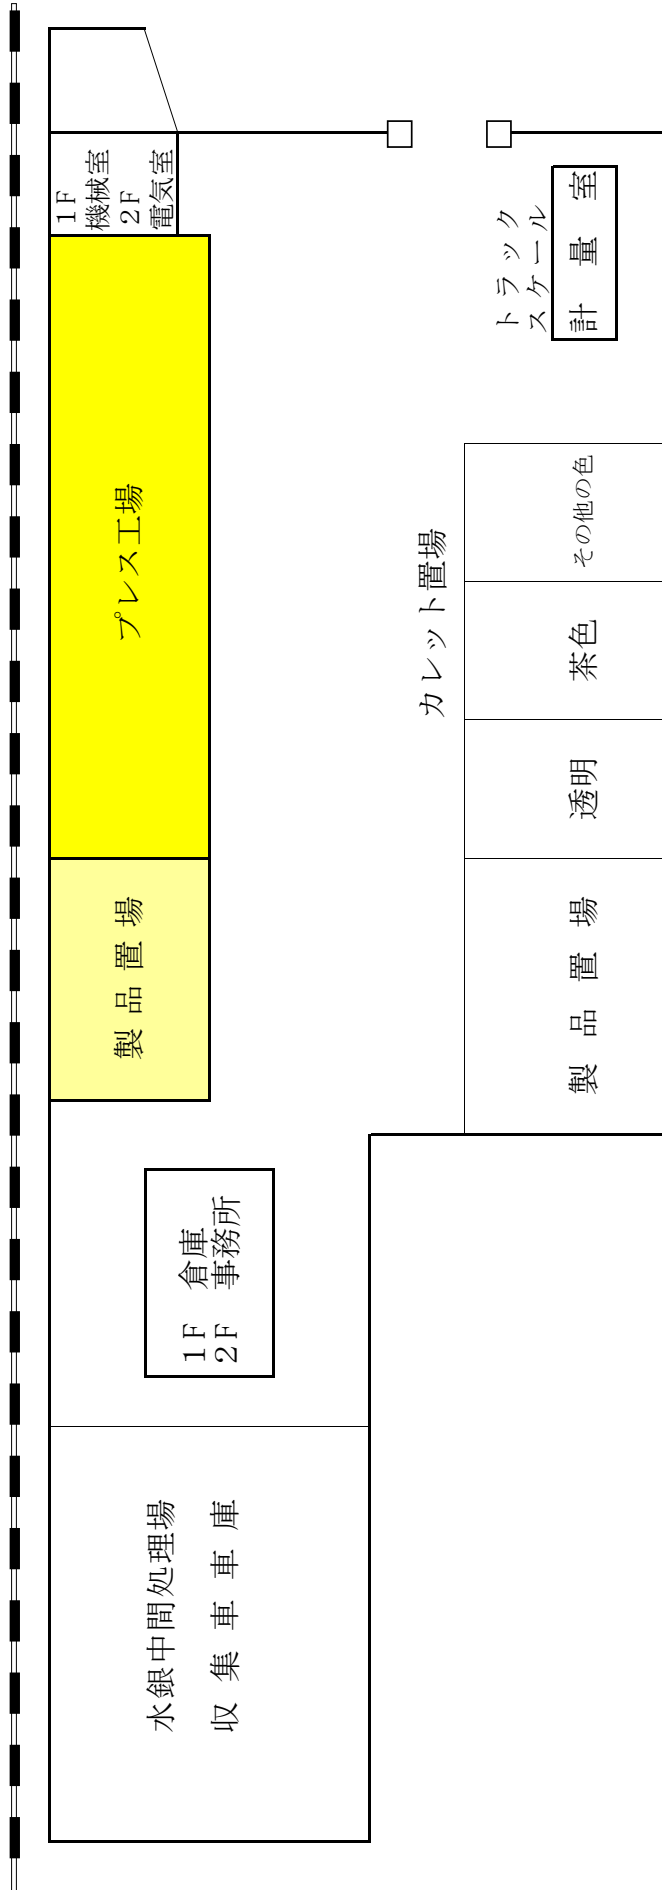 1F
機械室
2F
電気室
トラック
スケール
計量室
プレス工場
カレット置場
その他の色
茶色
透明
製品置場
製品置場
1F 倉庫
2F 事務所
水銀中間処理場
収集車車庫